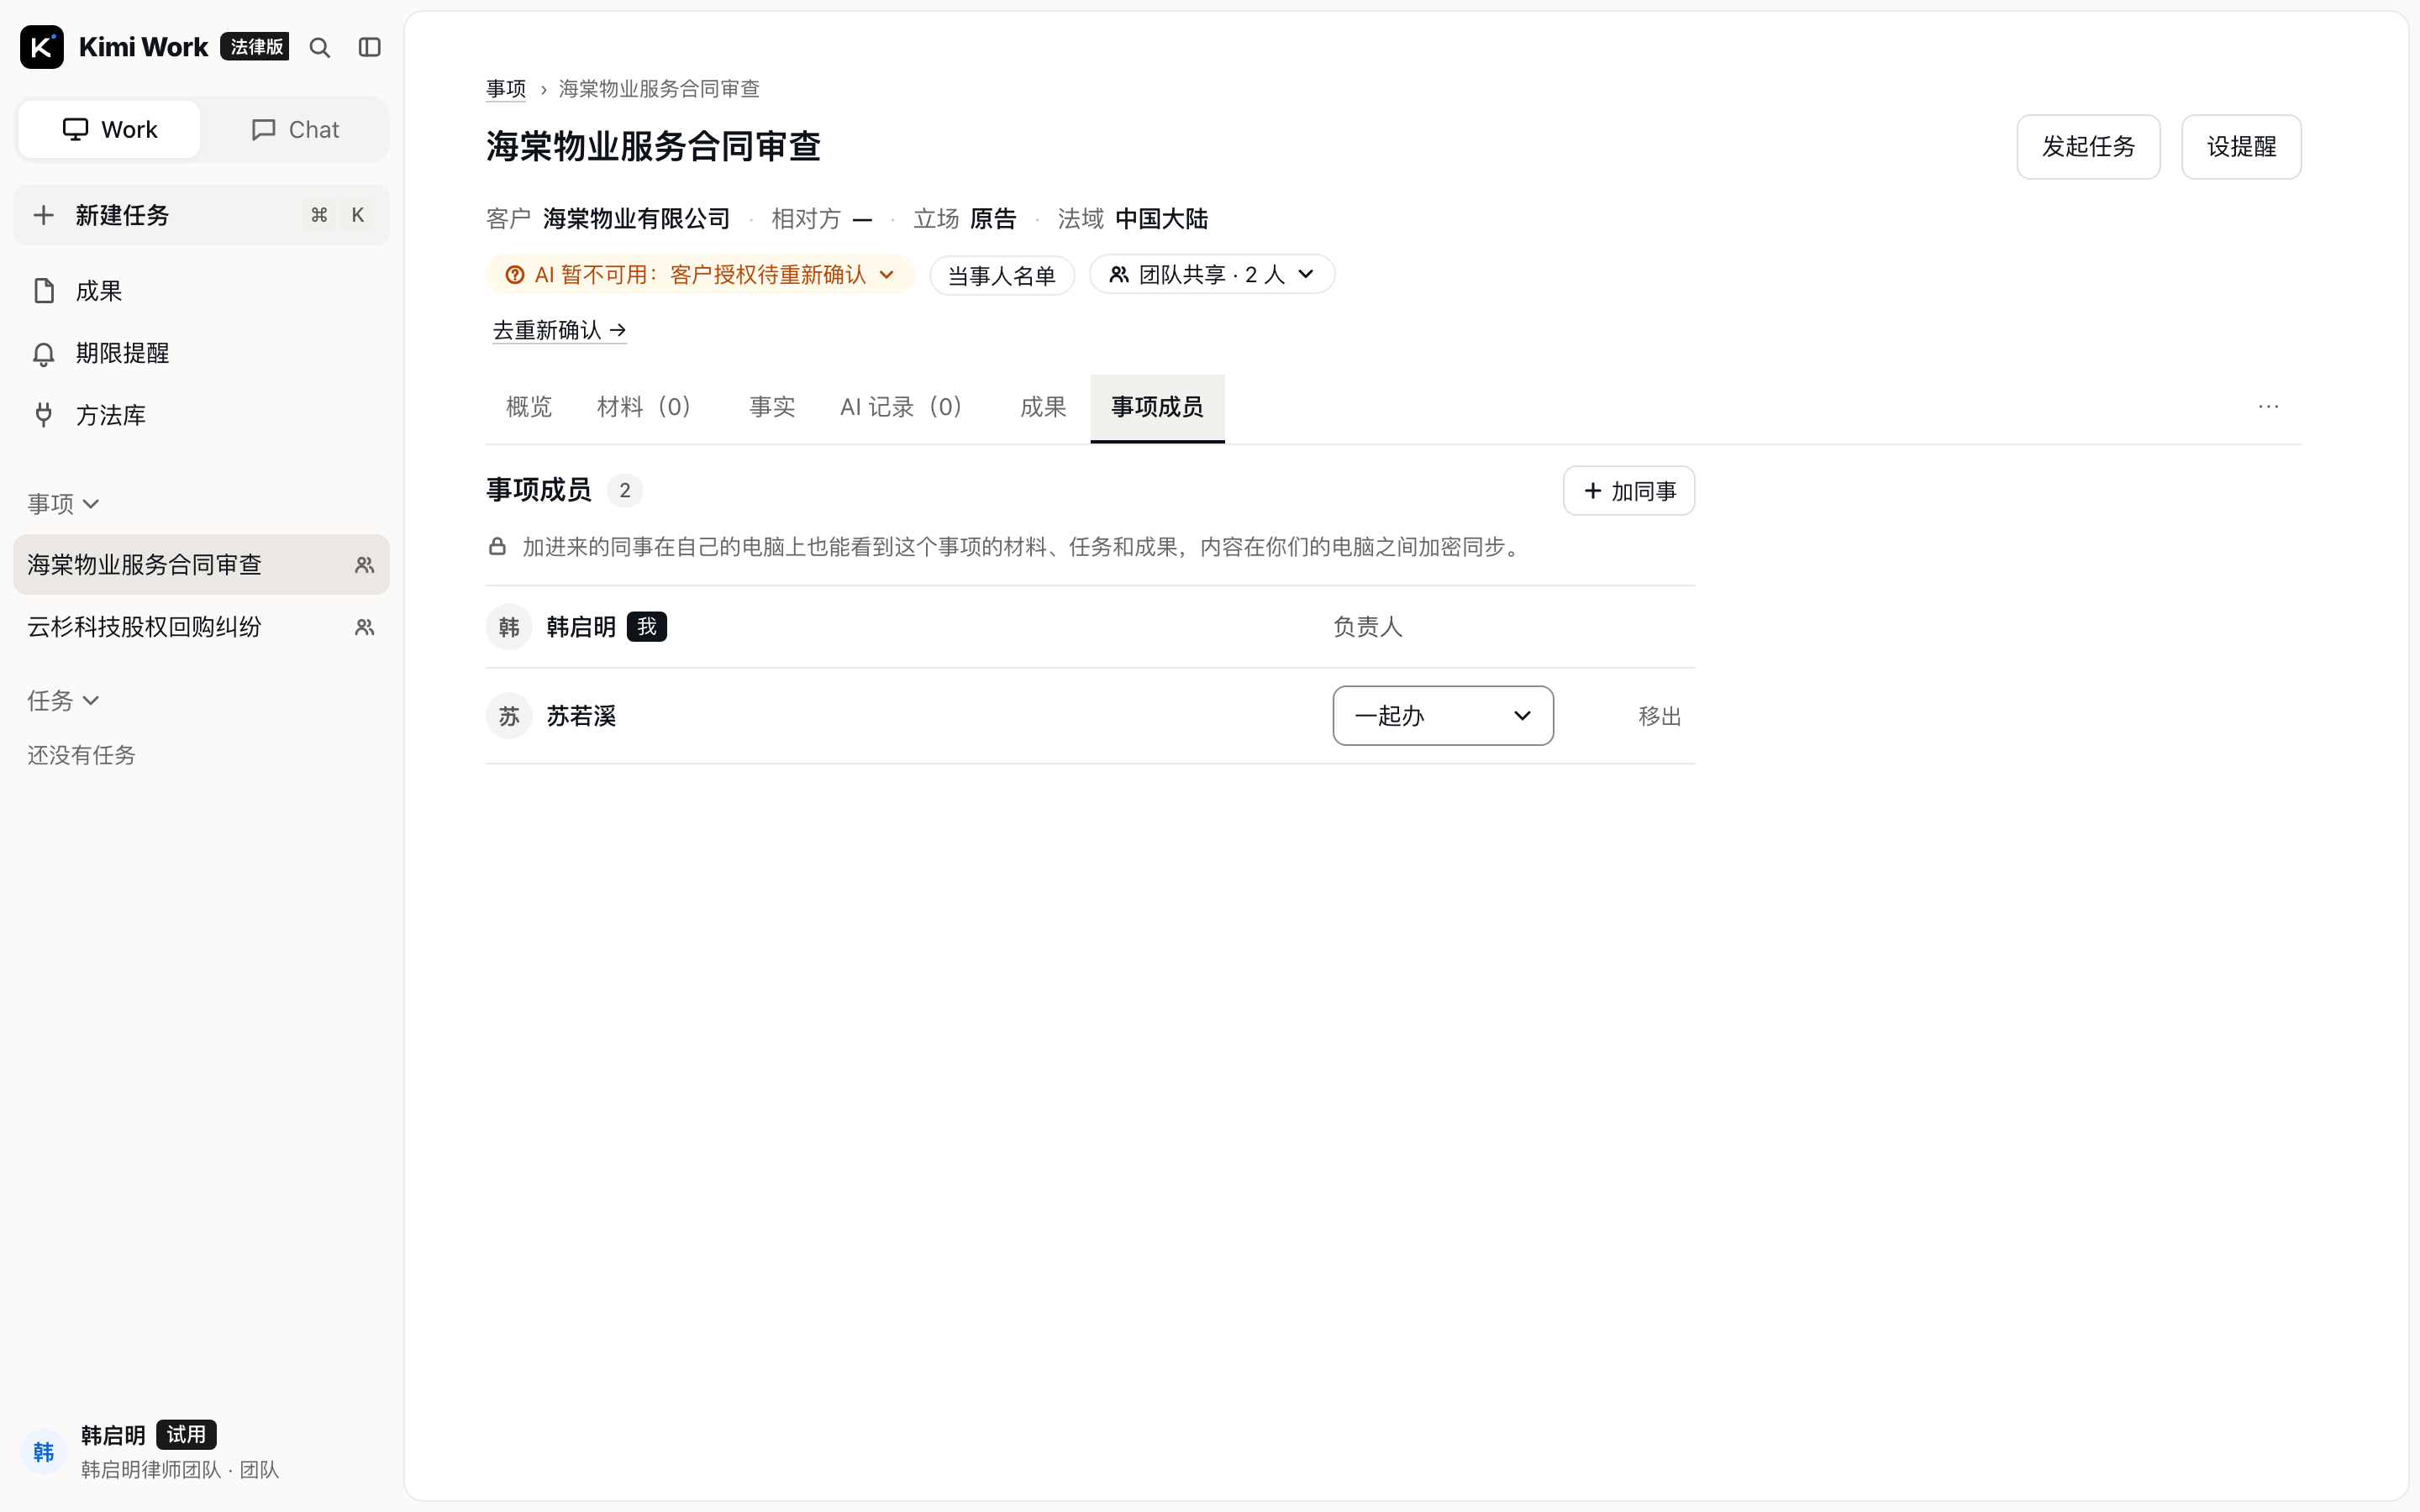 Kimi Work 法律版
Work
Chat
新建任务 ⌘ K
成果
期限提醒
方法库
事项
海棠物业服务合同审查
云杉科技股权回购纠纷
任务
还没有任务
韩 韩启明 试用
韩启明律师团队 · 团队
事项 › 海棠物业服务合同审查
海棠物业服务合同审查
发起任务
设提醒
客户 海棠物业有限公司 · 相对方 — · 立场 原告 · 法域 中国大陆
AI 暂不可用：客户授权待重新确认
当事人名单
团队共享 · 2 人
去重新确认 →
概览 材料（0） 事实 AI 记录（0） 成果 事项成员 ···
事项成员 2
+ 加同事
加进来的同事在自己的电脑上也能看到这个事项的材料、任务和成果，内容在你们的电脑之间加密同步。
韩 韩启明 我 负责人
苏 苏若溪 一起办 移出